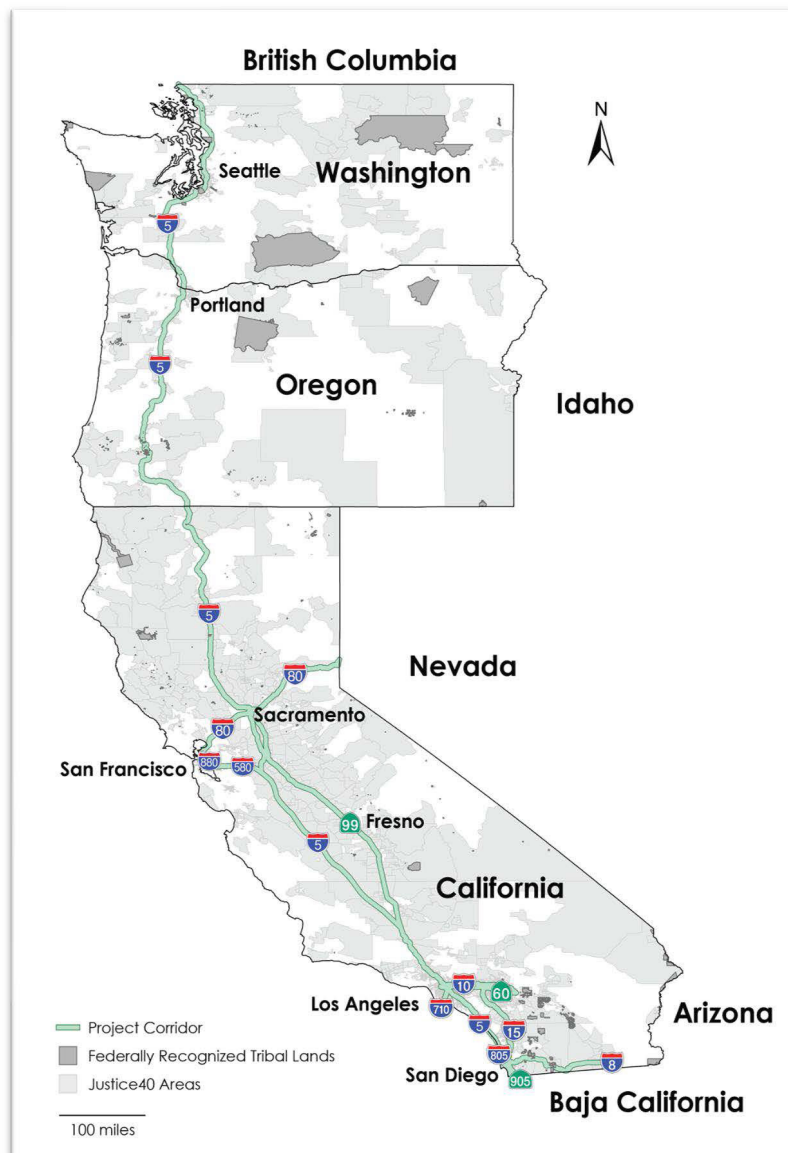 British Columbia
N
Seattle
Washington
5
Portland
5
Oregon
Idaho
5
Nevada
80
Sacramento
80
San Francisco
880
580
99
Fresno
5
California
10
60
Los Angeles
710
5
15
Arizona
805
San Diego
8
905
Baja California
Project Corridor
Federally Recognized Tribal Lands
Justice40 Areas
100 miles